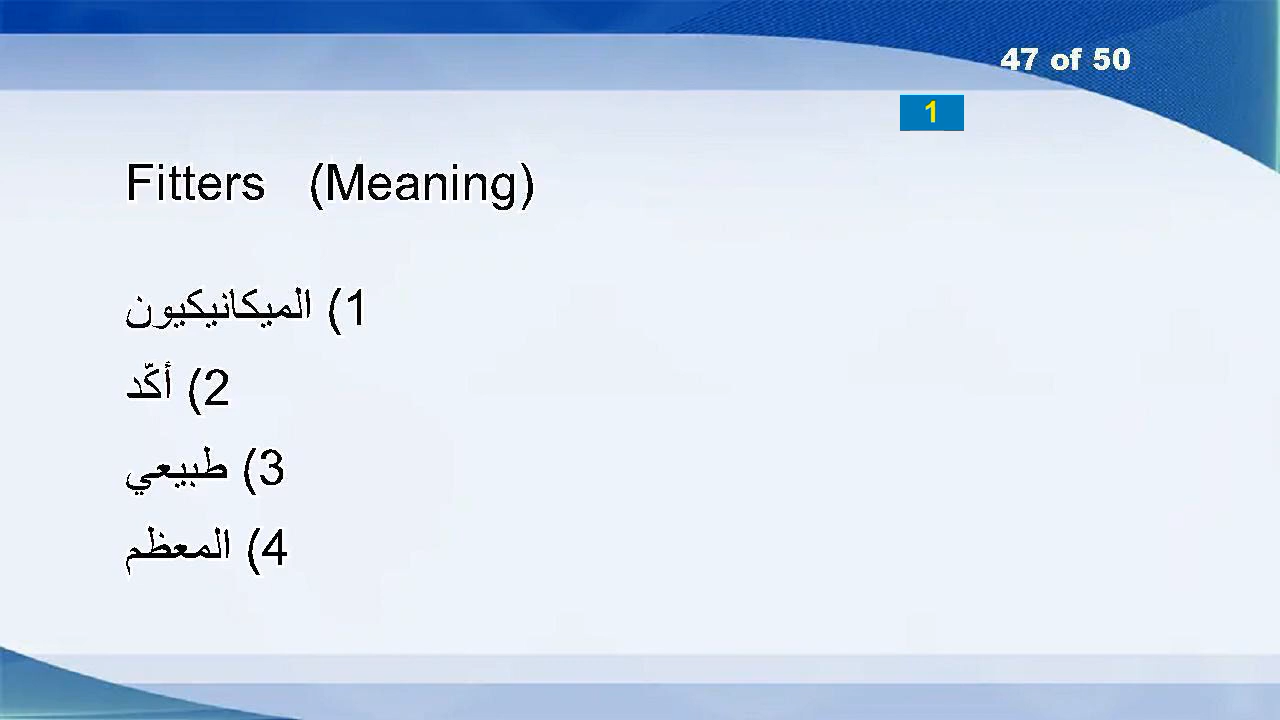 47 of 50
1
Fitters (Meaning)
1) الميكانيكيون
2) أكّد
3) طبيعي
4) المعظم